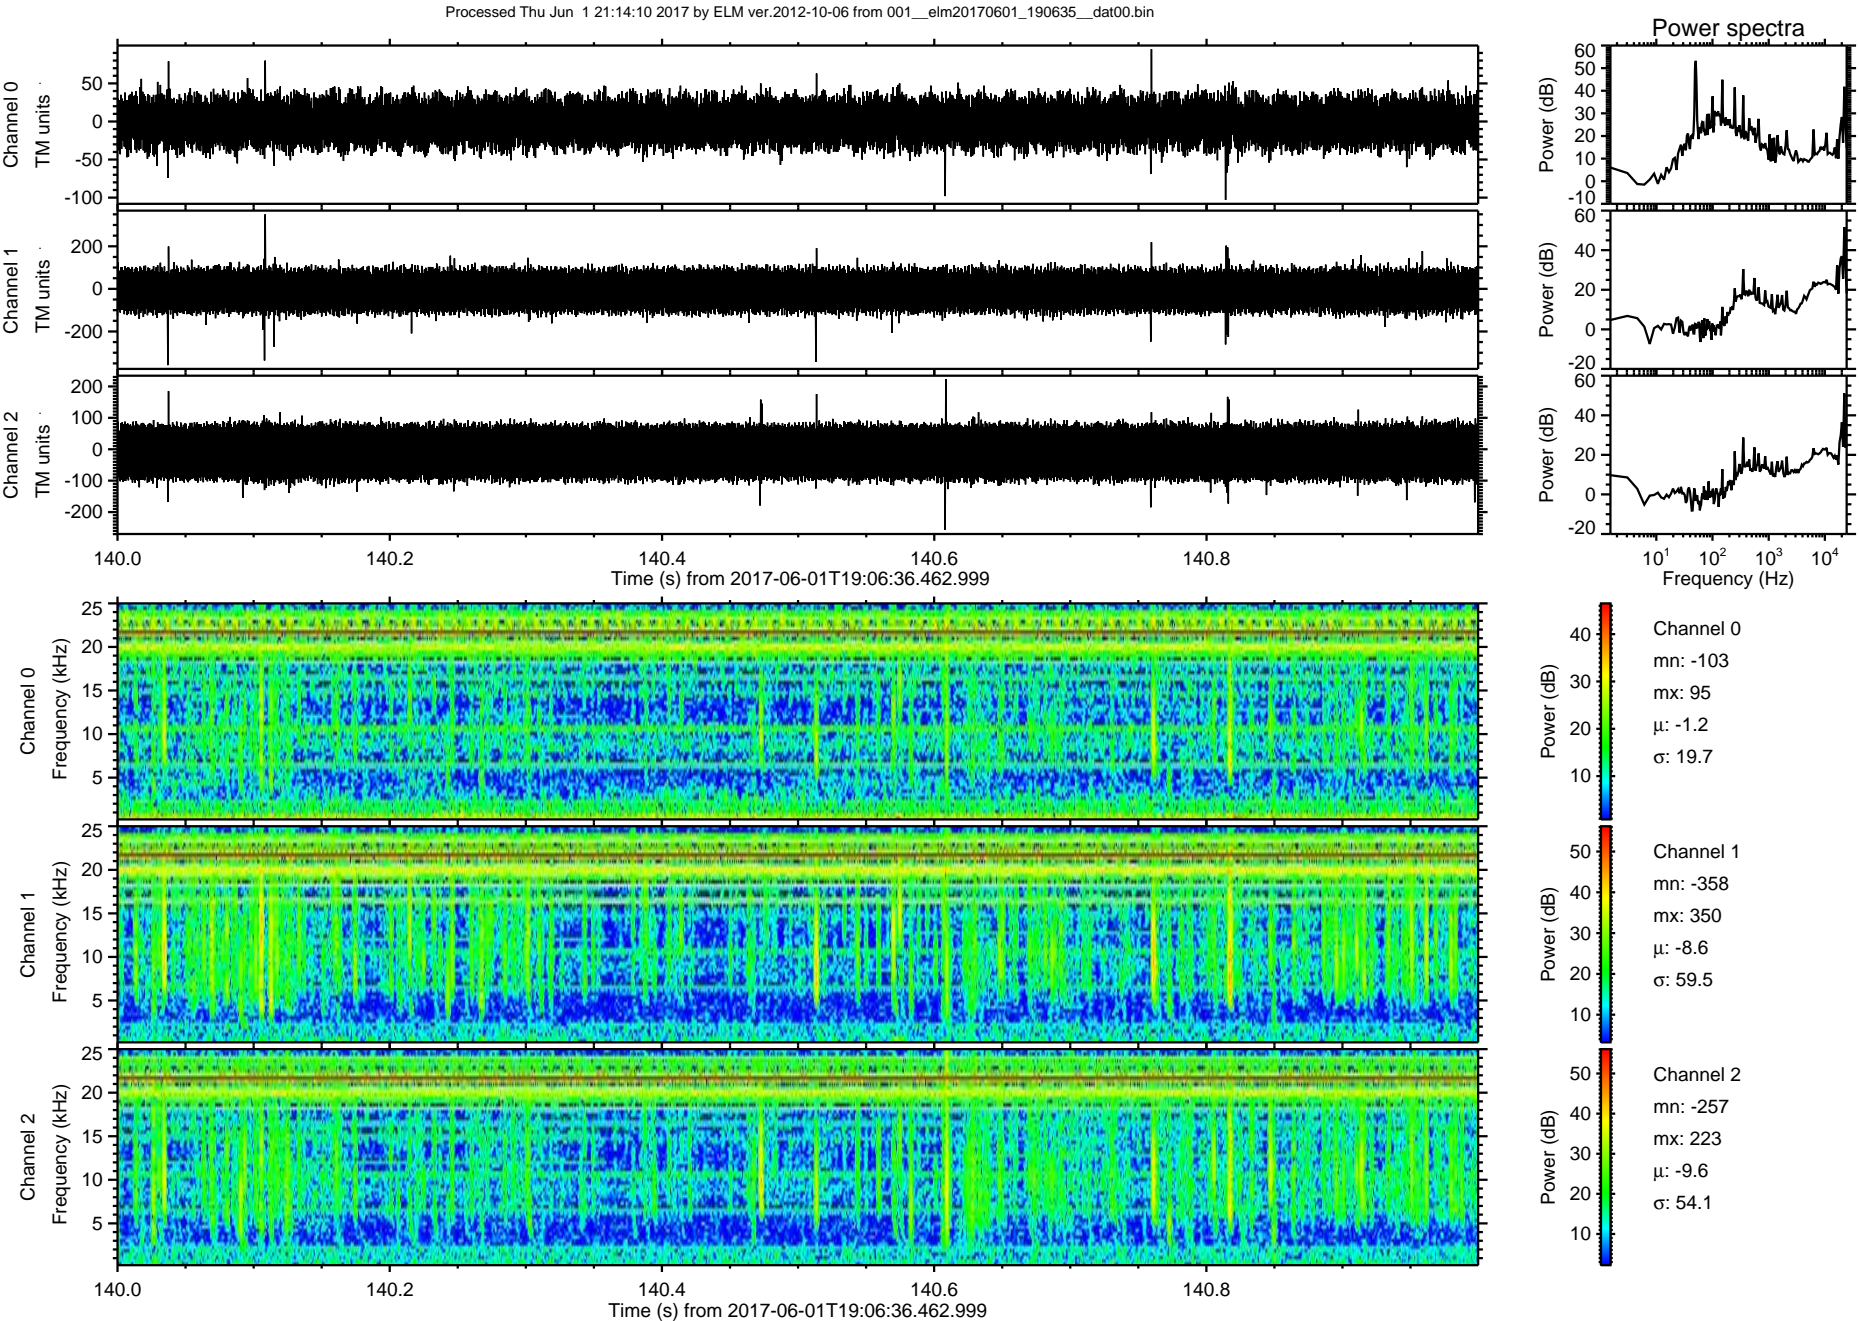 Processed Thu Jun  1 21:14:10 2017 by ELM ver.2012-10-06 from 001__elm20170601_190635__dat00.bin
Power spectra
Channel 0
TM units
50
0
-50
-100
Power (dB)
60
50
40
30
20
10
0
-10
Channel 1
TM units
200
0
-200
Power (dB)
60
40
20
0
-20
Channel 2
TM units
200
100
0
-100
-200
Power (dB)
60
40
20
0
-20
140.0
140.2
140.4
140.6
140.8
Time (s) from 2017-06-01T19:06:36.462.999
10^1
10^2
10^3
10^4
Frequency (Hz)
Channel 0
Frequency (kHz)
25
20
15
10
5
Power (dB)
40
30
20
10
Channel 0
mn: -103
mx: 95
μ: -1.2
σ: 19.7
Channel 1
Frequency (kHz)
25
20
15
10
5
Power (dB)
50
40
30
20
10
Channel 1
mn: -358
mx: 350
μ: -8.6
σ: 59.5
Channel 2
Frequency (kHz)
25
20
15
10
5
Power (dB)
50
40
30
20
10
Channel 2
mn: -257
mx: 223
μ: -9.6
σ: 54.1
140.0
140.2
140.4
140.6
140.8
Time (s) from 2017-06-01T19:06:36.462.999